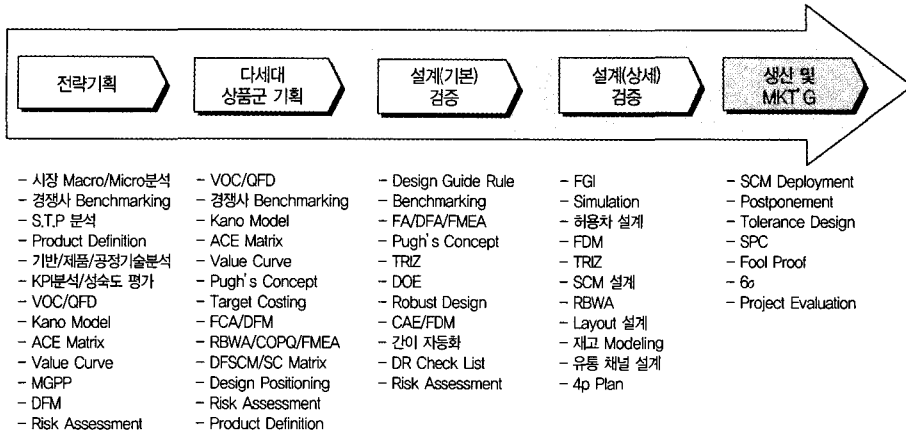 전략기획
다세대
상품군 기획
설계(기본)
검증
설계(상세)
검증
생산 및
MKT'G
- 시장 Macro/Micro분석
- 경쟁사 Benchmarking
- S.T.P 분석
- Product Definition
- 기반/제품/공정기술분석
- KPI분석/성숙도 평가
- VOC/QFD
- Kano Model
- ACE Matrix
- Value Curve
- MGPP
- DFM
- Risk Assessment
- VOC/QFD
- 경쟁사 Benchmarking
- Kano Model
- ACE Matrix
- Value Curve
- Pugh's Concept
- Target Costing
- FCA/DFM
- RBWA/COPQ/FMEA
- DFSCM/SC Matrix
- Design Positioning
- Risk Assessment
- Product Definition
- Design Guide Rule
- Benchmarking
- FA/DFA/FMEA
- Pugh's Concept
- TRIZ
- DOE
- Robust Design
- CAE/FDM
- 간이 자동화
- DR Check List
- Risk Assessment
- FGI
- Simulation
- 허용차 설계
- FDM
- TRIZ
- SCM 설계
- RBWA
- Layout 설계
- 재고 Modeling
- 유통 채널 설계
- 4p Plan
- SCM Deployment
- Postponement
- Tolerance Design
- SPC
- Fool Proof
- 6σ
- Project Evaluation